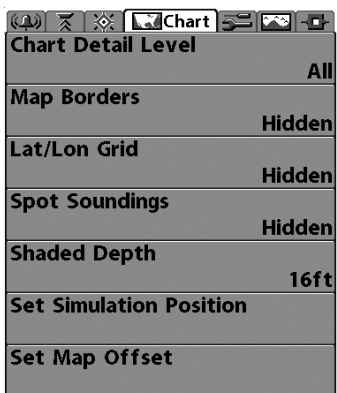 Chart
Chart Detail Level
All
Map Borders
Hidden
Lat/Lon Grid
Hidden
Spot Soundings
Hidden
Shaded Depth
16ft
Set Simulation Position
Set Map Offset